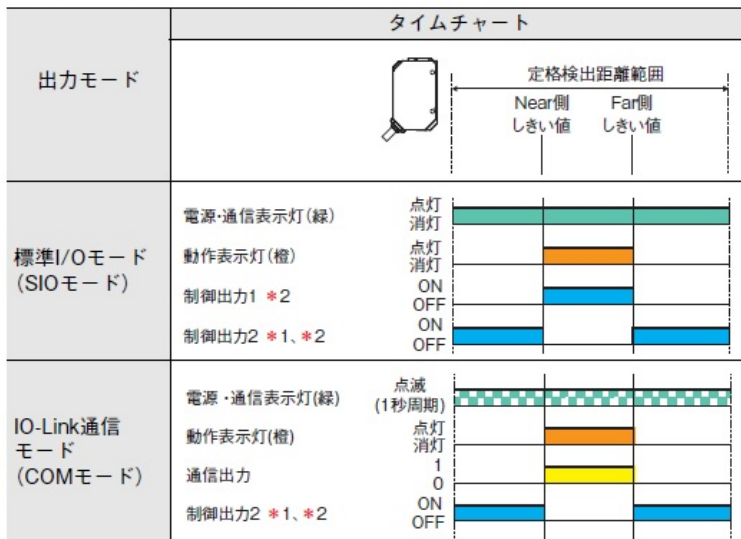 タイムチャート
出力モード
定格検出距離範囲
Near側
しきい値
Far側
しきい値
標準I/Oモード
(SIOモード)
電源・通信表示灯(緑)
点灯
消灯
動作表示灯(橙)
点灯
消灯
制御出力1 *2
ON
OFF
制御出力2 *1、*2
ON
OFF
IO-Link通信
モード
(COMモード)
電源・通信表示灯(緑)
点滅
(1秒周期)
動作表示灯(橙)
点灯
消灯
通信出力
1
0
制御出力2 *1、*2
ON
OFF